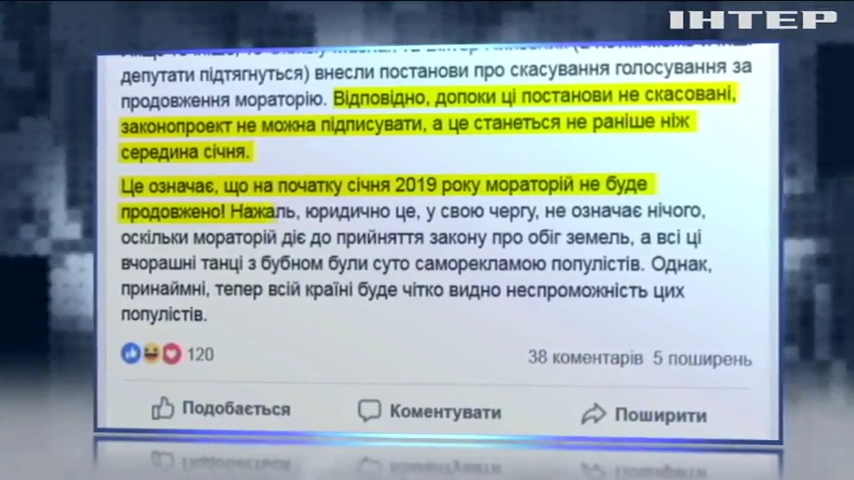 ІНТЕР
депутати підтягнуться) внесли постанови про скасування голосування за
продовження мораторію. Відповідно, допоки ці постанови не скасовані,
законопроект не можна підписувати, а це станеться не раніше ніж
середина січня.
Це означає, що на початку січня 2019 року мораторій не буде
продовжено! Нажаль, юридично це, у свою чергу, не означає нічого,
оскільки мораторій діє до прийняття закону про обіг земель, а всі ці
вчорашні танці з бубном були суто саморекламою популістів. Однак,
принаймні, тепер всій країні буде чітко видно неспроможність цих
популістів.
120
38 коментарів 5 поширень
Подобається
Коментувати
Поширити